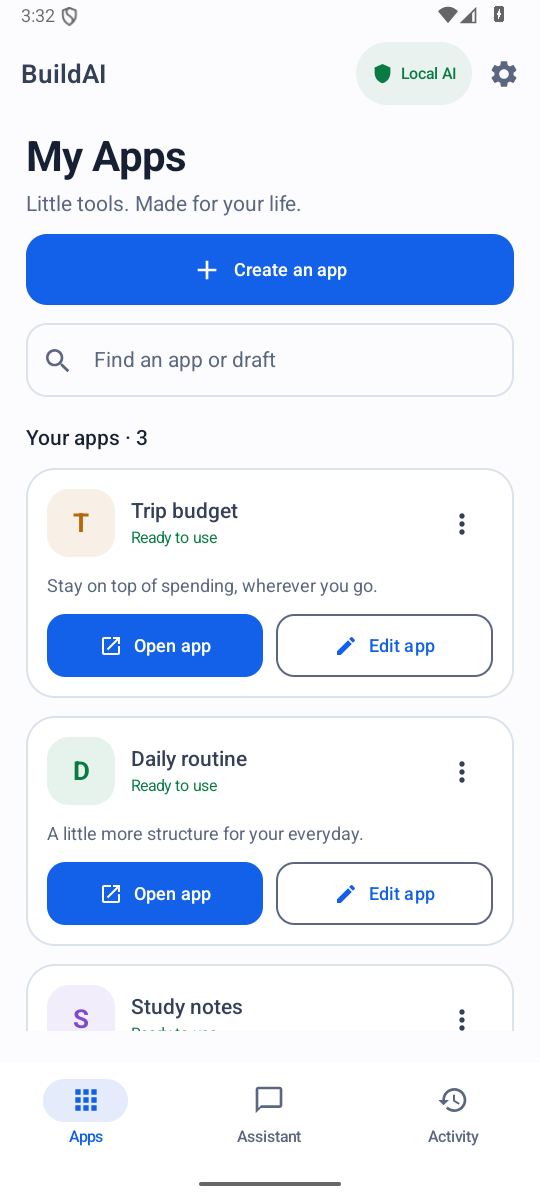 3:32
BuildAI
Local AI
My Apps
Little tools. Made for your life.
Create an app
Find an app or draft
Your apps · 3
T
Trip budget
Ready to use
Stay on top of spending, wherever you go.
Open app
Edit app
D
Daily routine
Ready to use
A little more structure for your everyday.
Open app
Edit app
S
Study notes
Ready to use
Apps
Assistant
Activity